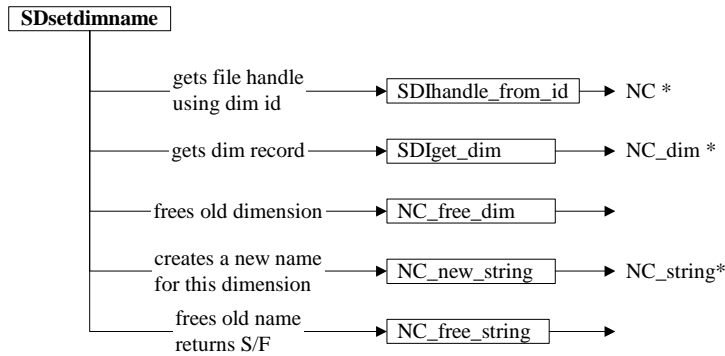 SDsetdimname
gets file handle
using dim id
SDIhandle_from_id
NC *
gets dim record
SDIget_dim
NC_dim *
frees old dimension
NC_free_dim
creates a new name
for this dimension
NC_new_string
NC_string*
frees old name
returns S/F
NC_free_string